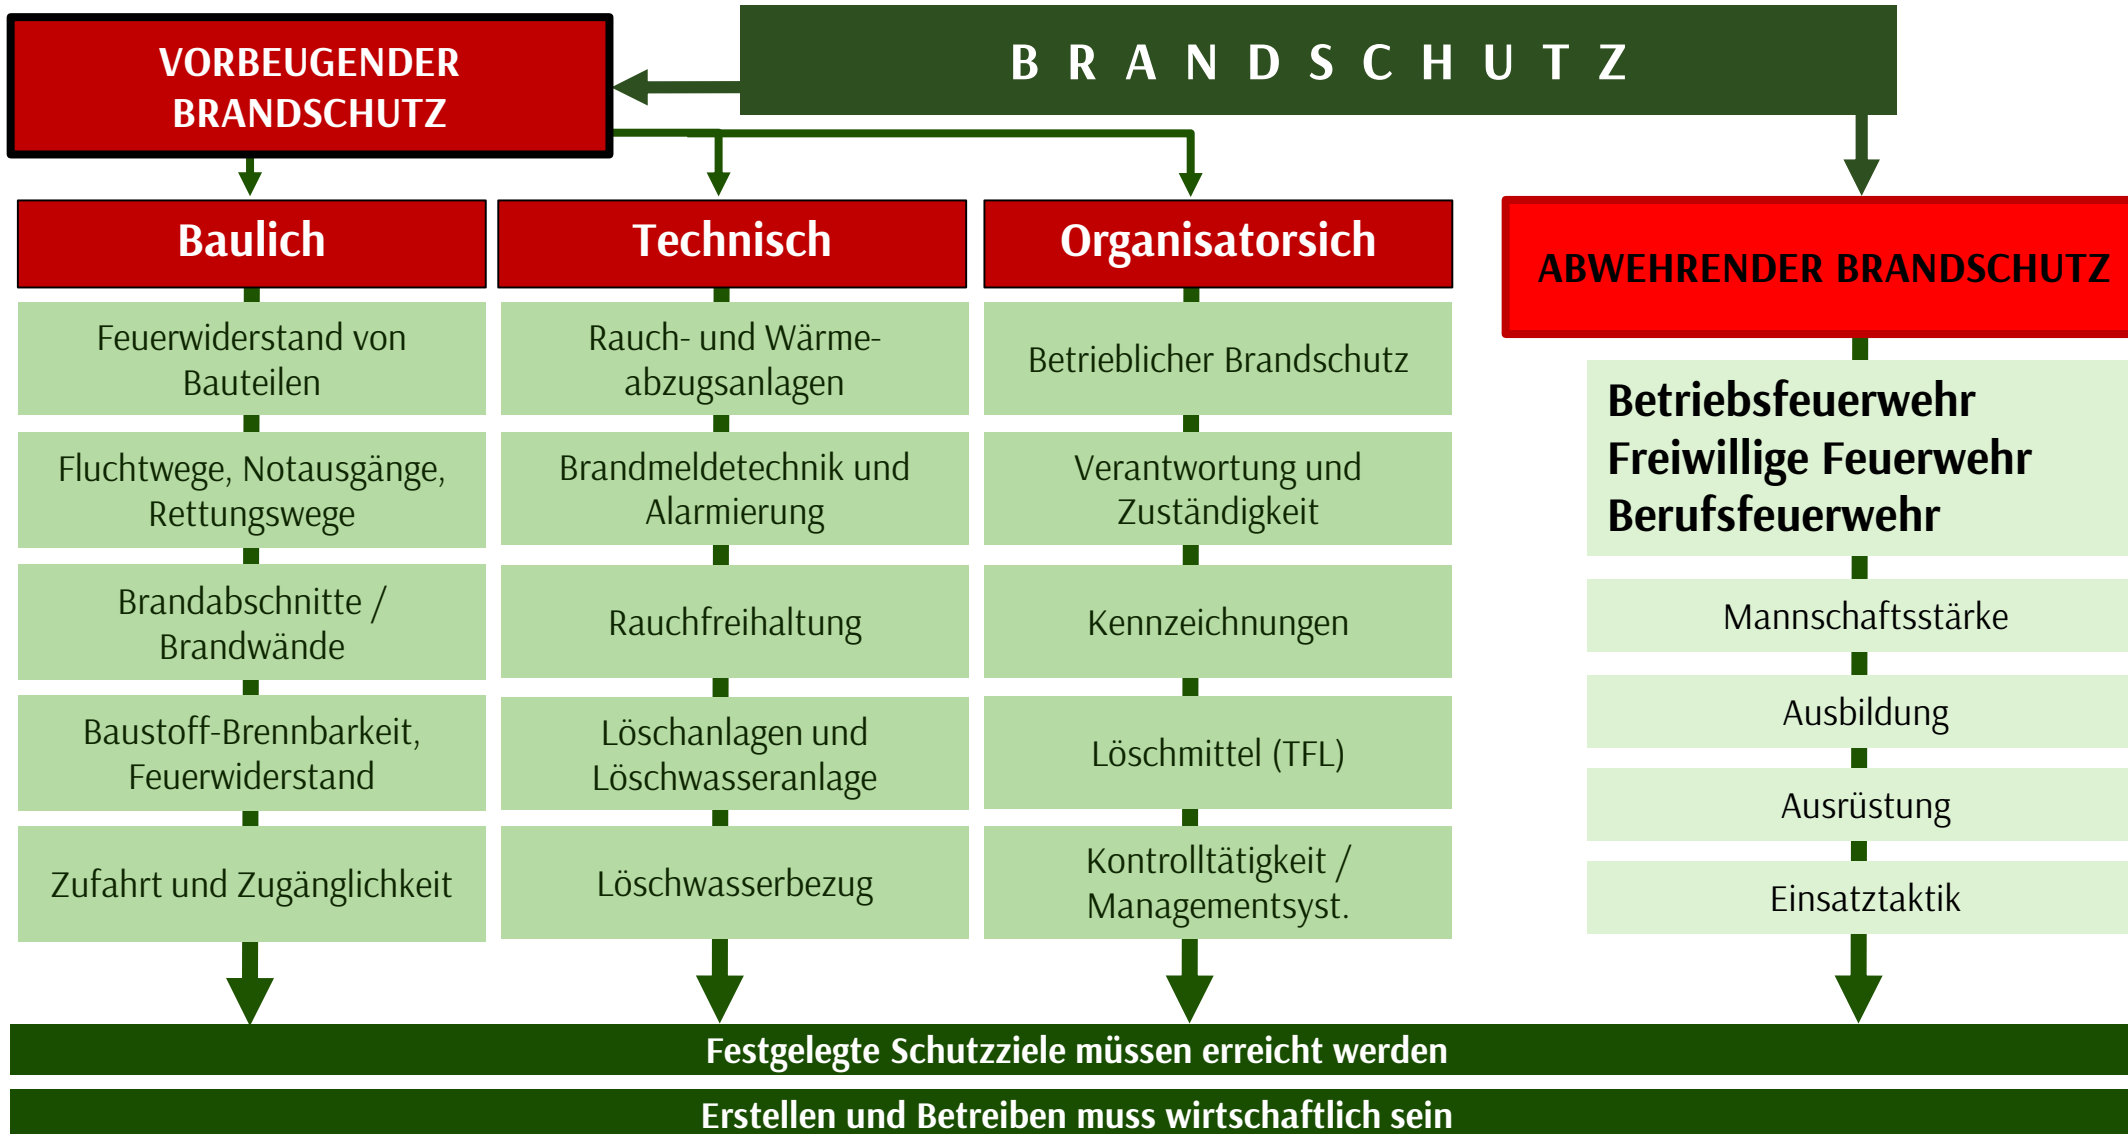 VORBEUGENDER
BRANDSCHUTZ
BRANDSCHUTZ
Baulich
Feuerwiderstand von
Bauteilen
Fluchtwege, Notausgänge,
Rettungswege
Brandabschnitte /
Brandwände
Baustoff-Brennbarkeit,
Feuerwiderstand
Zufahrt und Zugänglichkeit
Technisch
Rauch- und Wärme-
abzugsanlagen
Brandmeldetechnik und
Alarmierung
Rauchfreihaltung
Löschanlagen und
Löschwasseranlage
Löschwasserbezug
Organisatorsich
Betrieblicher Brandschutz
Verantwortung und
Zuständigkeit
Kennzeichnungen
Löschmittel (TFL)
Kontrolltätigkeit /
Managementsyst.
ABWEHRENDER BRANDSCHUTZ
Betriebsfeuerwehr
Freiwillige Feuerwehr
Berufsfeuerwehr
Mannschaftsstärke
Ausbildung
Ausrüstung
Einsatztaktik
Festgelegte Schutzziele müssen erreicht werden
Erstellen und Betreiben muss wirtschaftlich sein